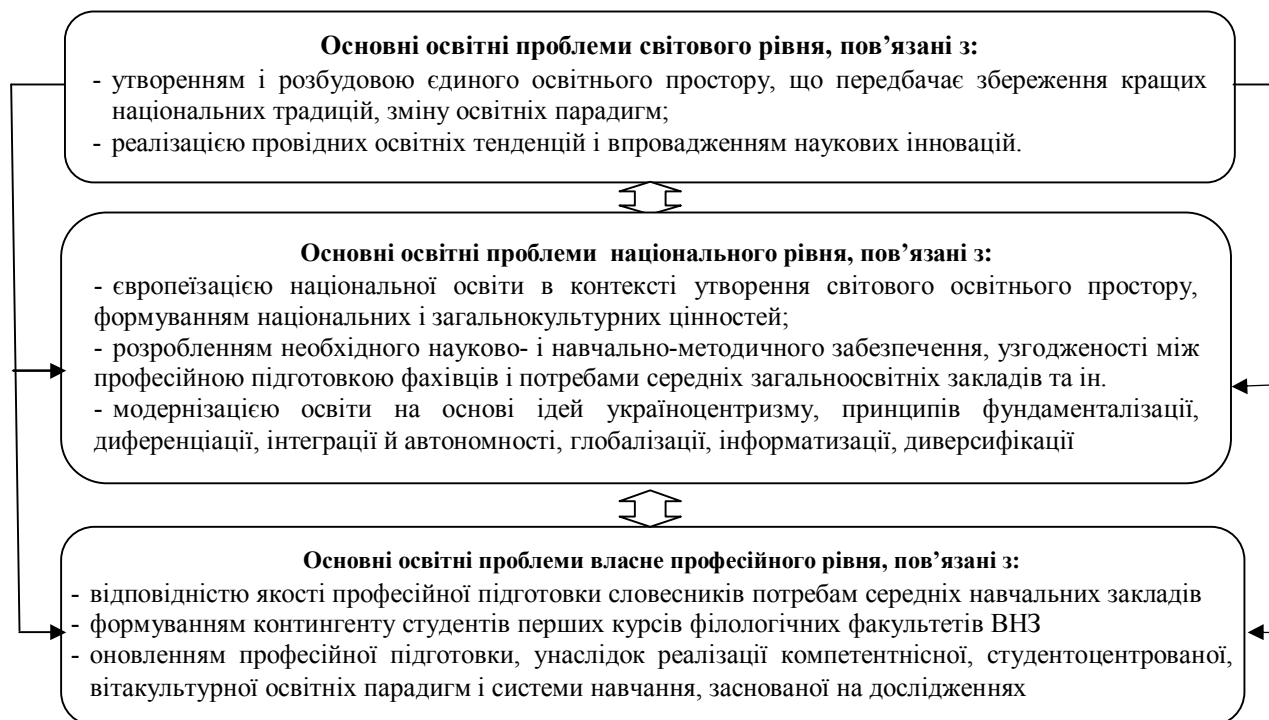 Основні освітні проблеми світового рівня, пов’язані з:
- утворенням і розбудовою єдиного освітнього простору, що передбачає збереження кращих
національних традицій, зміну освітніх парадигм;
- реалізацією провідних освітніх тенденцій і впровадженням наукових інновацій.
Основні освітні проблеми національного рівня, пов’язані з:
- європеїзацією національної освіти в контексті утворення світового освітнього простору,
формуванням національних і загальнокультурних цінностей;
- розробленням необхідного науково- і навчально-методичного забезпечення, узгодженості між
професійною підготовкою фахівців і потребами середніх загальноосвітніх закладів та ін.
- модернізацією освіти на основі ідей україноцентризму, принципів фундаменталізації,
диференціації, інтеграції й автономності, глобалізації, інформатизації, диверсифікації
Основні освітні проблеми власне професійного рівня, пов’язані з:
- відповідністю якості професійної підготовки словесників потребам середніх навчальних закладів
- формуванням контингенту студентів перших курсів філологічних факультетів ВНЗ
- оновленням професійної підготовки, унаслідок реалізації компетентнісної, студентоцентрованої,
вітакультурної освітніх парадигм і системи навчання, заснованої на дослідженнях